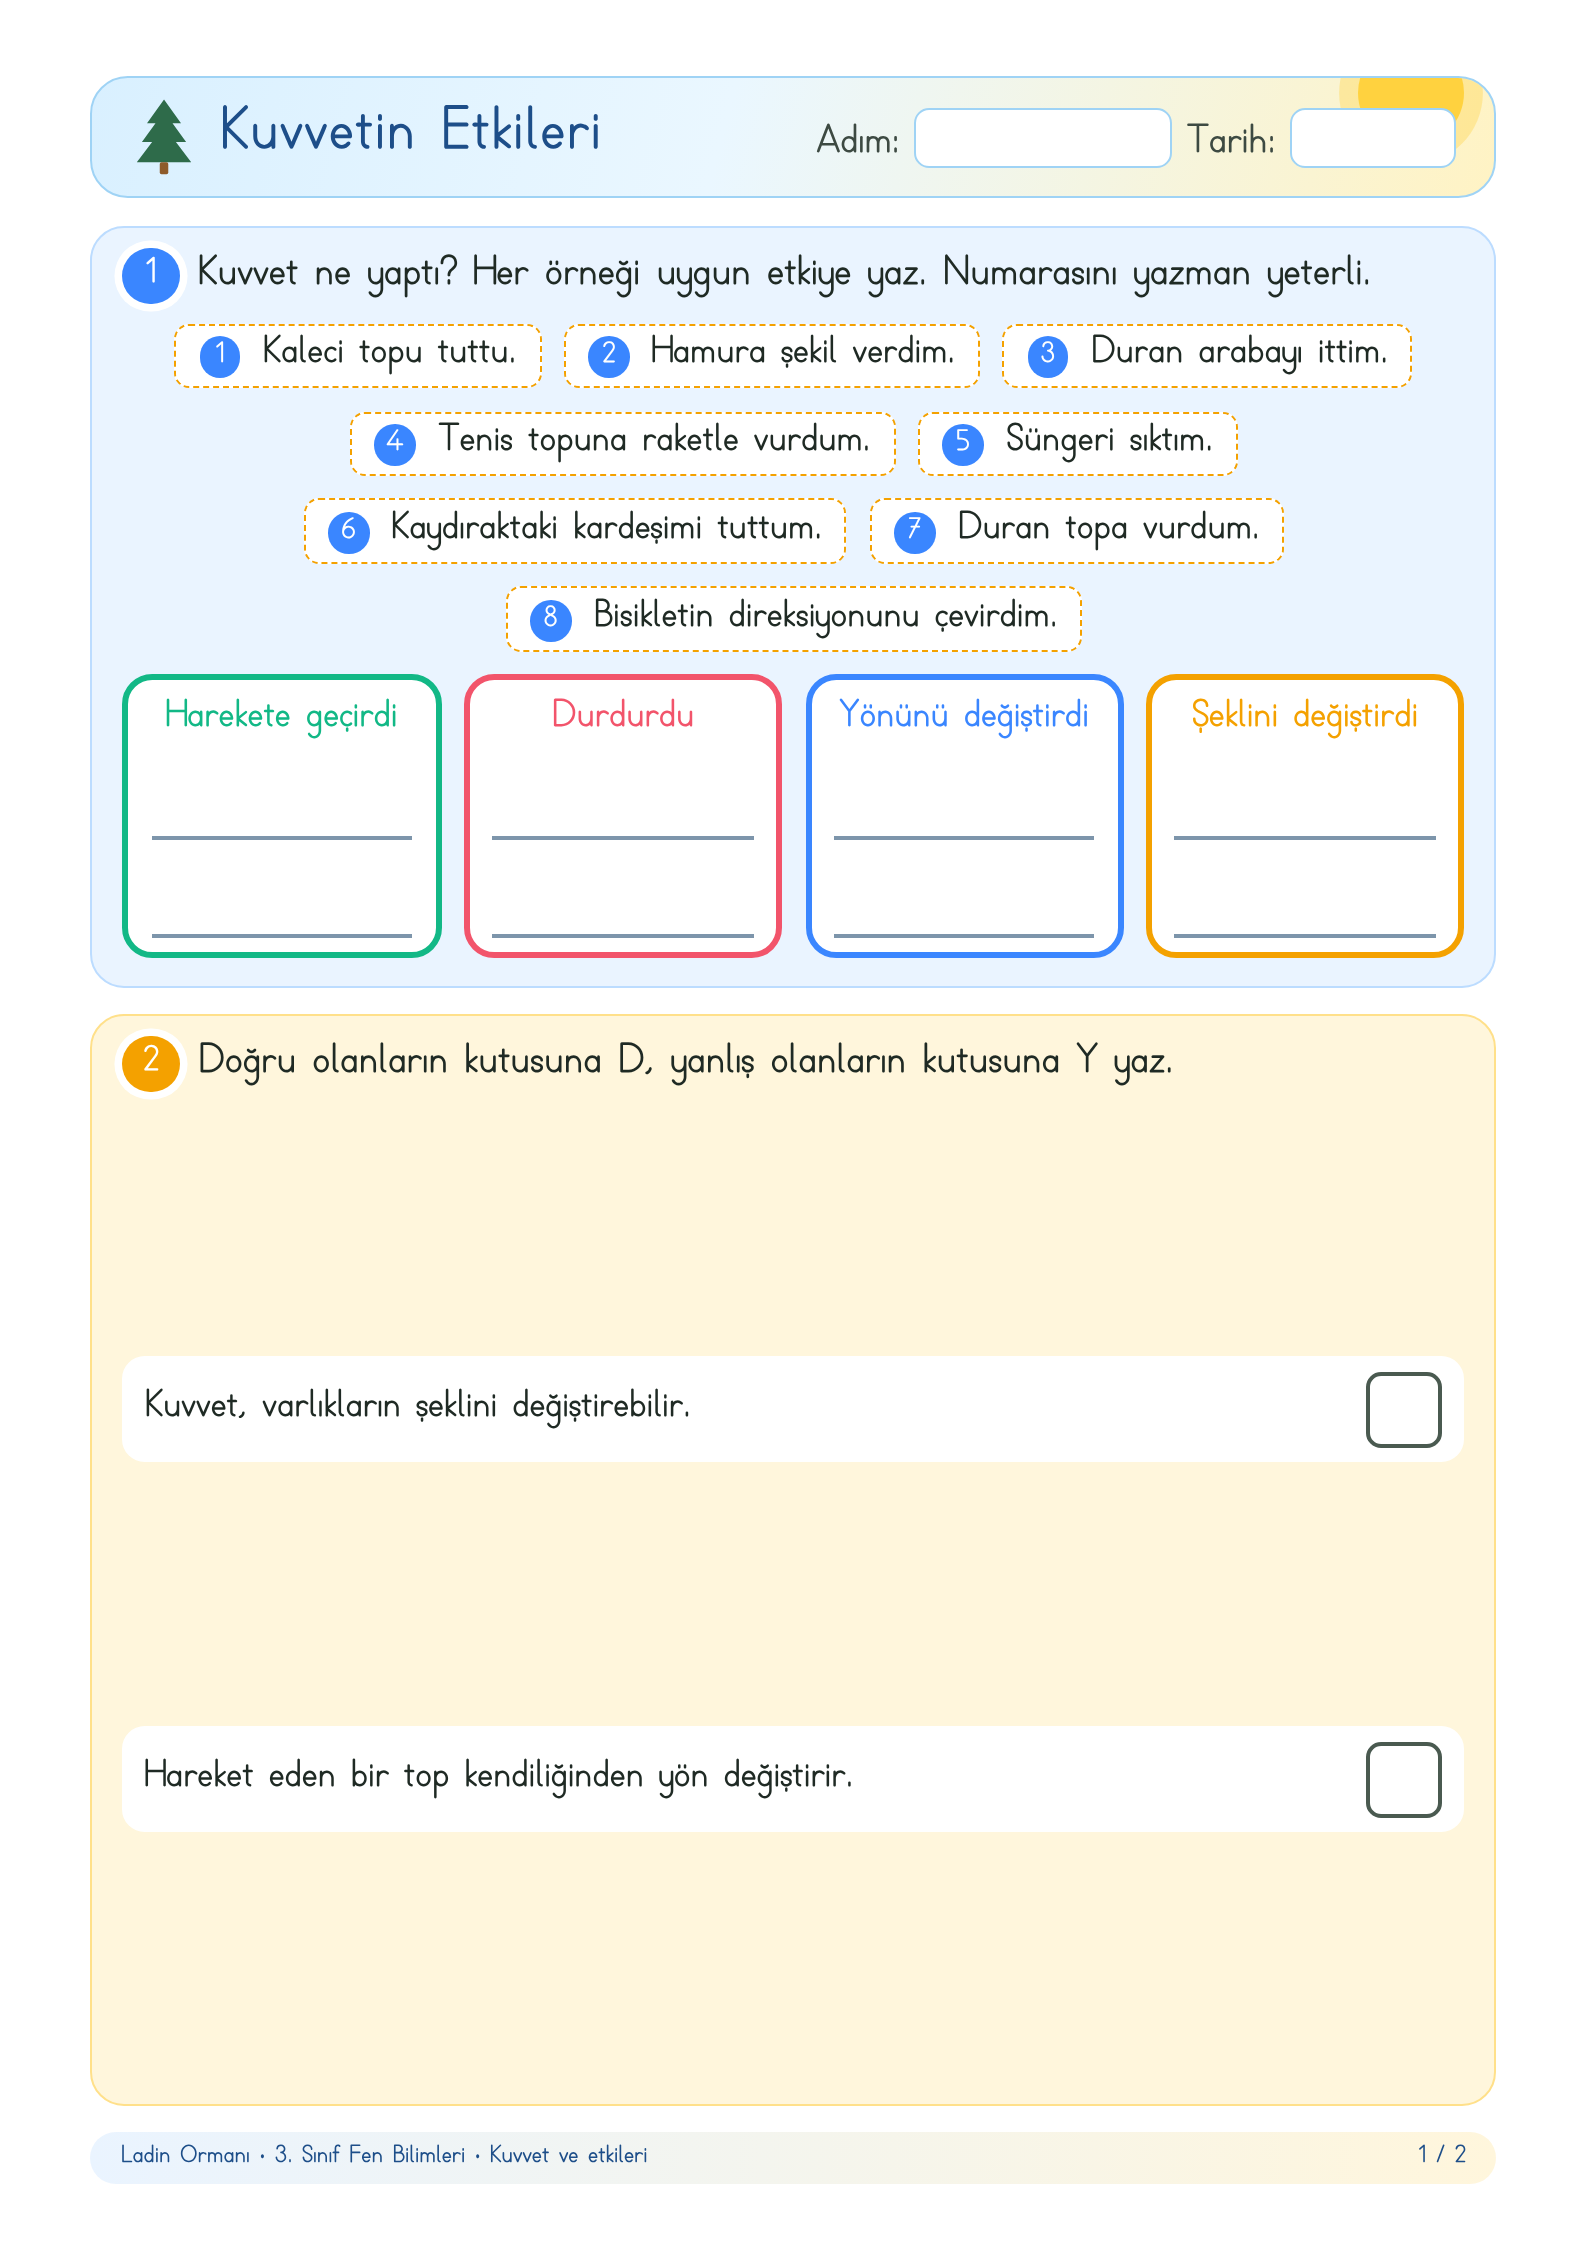 Kuvvetin Etkileri
Adım:
Tarih:
1 Kuvvet ne yaptı? Her örneği uygun etkiye yaz. Numarasını yazman yeterli.
1 Kaleci topu tuttu.
2 Hamura şekil verdim.
3 Duran arabayı ittim.
4 Tenis topuna raketle vurdum.
5 Süngeri sıktım.
6 Kaydıraktaki kardeşimi tuttum.
7 Duran topa vurdum.
8 Bisikletin direksiyonunu çevirdim.
Harekete geçirdi
Durdurdu
Yönünü değiştirdi
Şeklini değiştirdi
2 Doğru olanların kutusuna D, yanlış olanların kutusuna Y yaz.
Kuvvet, varlıkların şeklini değiştirebilir.
Hareket eden bir top kendiliğinden yön değiştirir.
Ladin Ormanı • 3. Sınıf Fen Bilimleri • Kuvvet ve etkileri
1 / 2